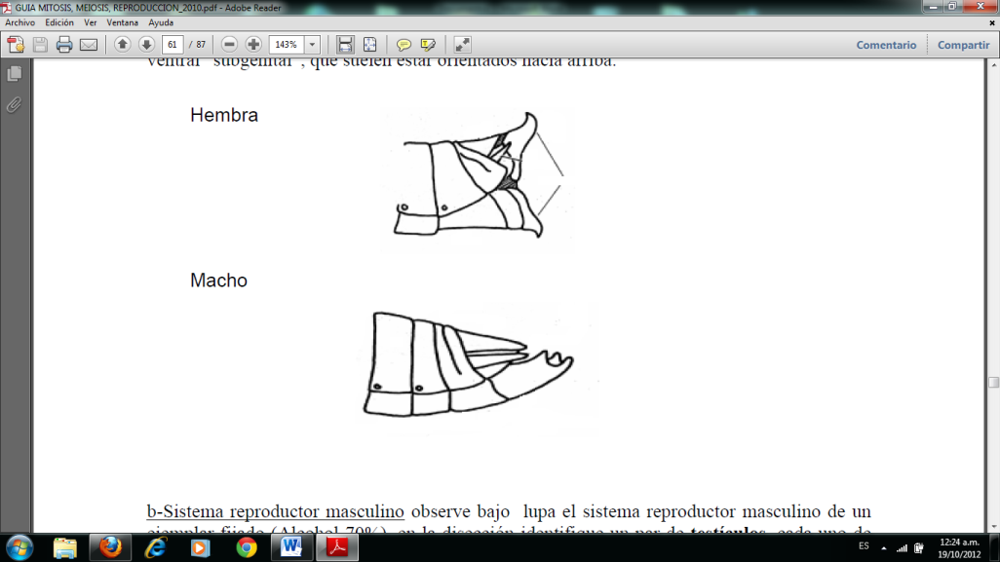 GUIA MITOSIS, MEIOSIS, REPRODUCCION_2010.pdf - Adobe Reader
Archivo Edición Ver Ventana Ayuda
61 / 87 143% Comentario Compartir
ventral "subgenital", que suelen estar orientados hacia arriba.
Hembra
Macho
b-Sistema reproductor masculino observe bajo lupa el sistema reproductor masculino de un
ejemplar fijado (Alcohol 70%), en la disección identifique un par de testículos, cada uno de
ES 12:24 a.m.
19/10/2012